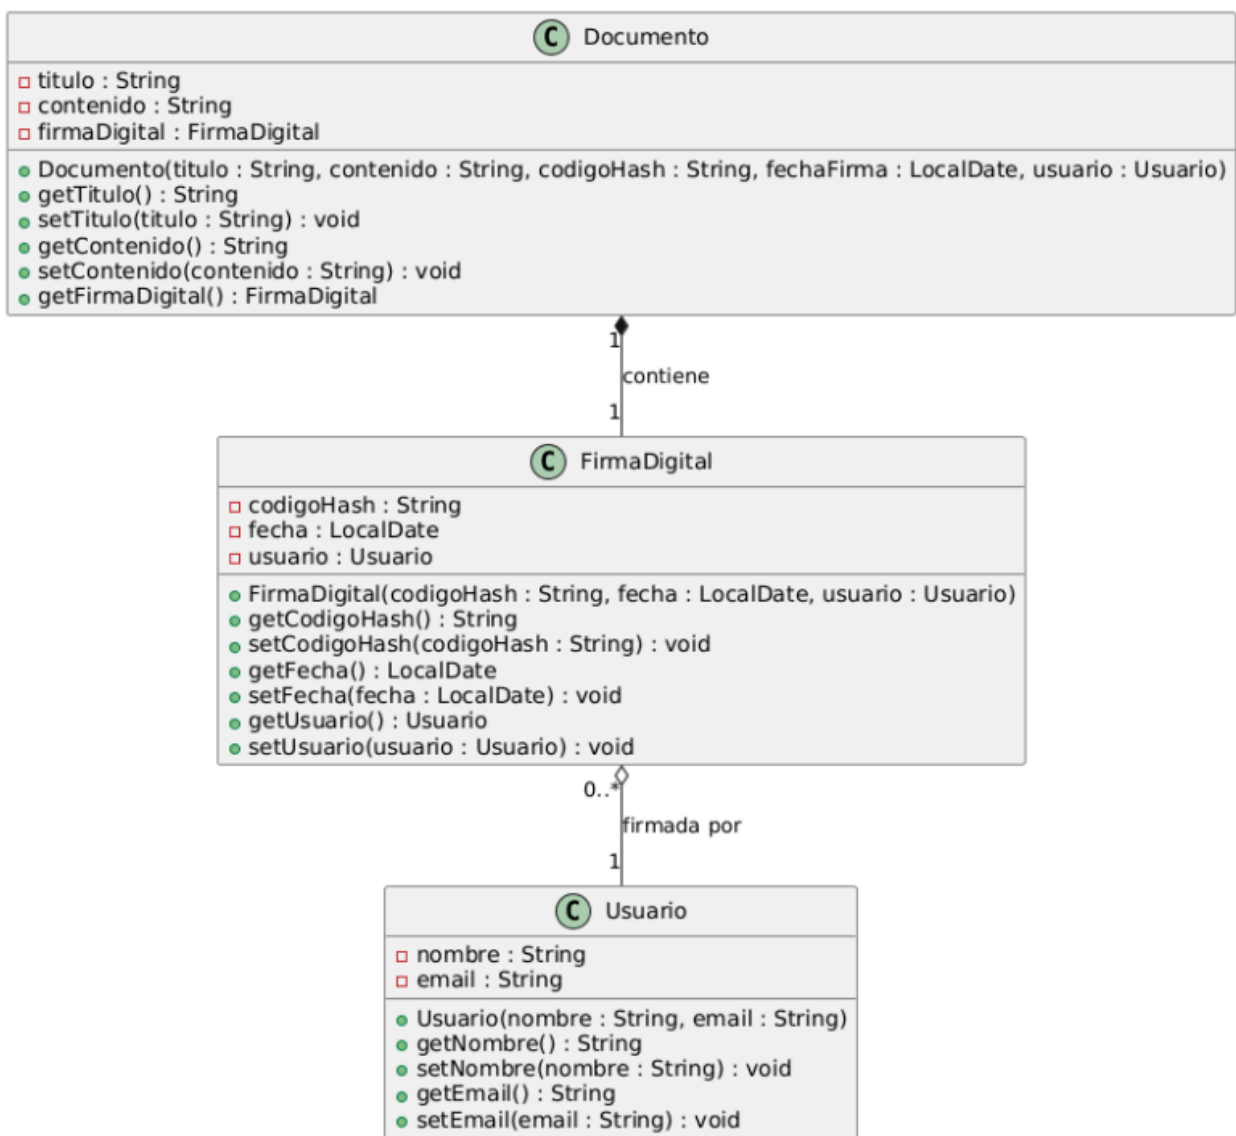 C Documento
titulo : String
contenido : String
firmaDigital : FirmaDigital
Documento(titulo : String, contenido : String, codigoHash : String, fechaFirma : LocalDate, usuario : Usuario)
getTitulo() : String
setTitulo(titulo : String) : void
getContenido() : String
setContenido(contenido : String) : void
getFirmaDigital() : FirmaDigital
1
contiene
1
C FirmaDigital
codigoHash : String
fecha : LocalDate
usuario : Usuario
FirmaDigital(codigoHash : String, fecha : LocalDate, usuario : Usuario)
getCodigoHash() : String
setCodigoHash(codigoHash : String) : void
getFecha() : LocalDate
setFecha(fecha : LocalDate) : void
getUsuario() : Usuario
setUsuario(usuario : Usuario) : void
0..*
firmada por
1
C Usuario
nombre : String
email : String
Usuario(nombre : String, email : String)
getNombre() : String
setNombre(nombre : String) : void
getEmail() : String
setEmail(email : String) : void